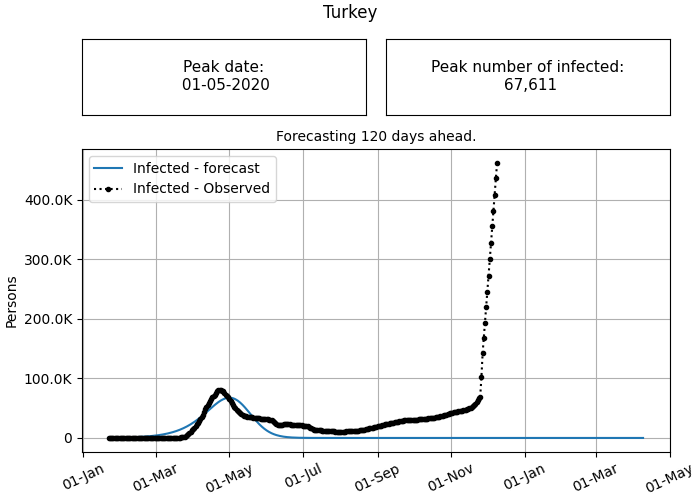 Turkey
Peak date:
01-05-2020
Peak number of infected:
67,611
Forecasting 120 days ahead.
Infected - forecast
Infected - Observed
Persons
400.0K
300.0K
200.0K
100.0K
0
01-Jan
01-Mar
01-May
01-Jul
01-Sep
01-Nov
01-Jan
01-Mar
01-May